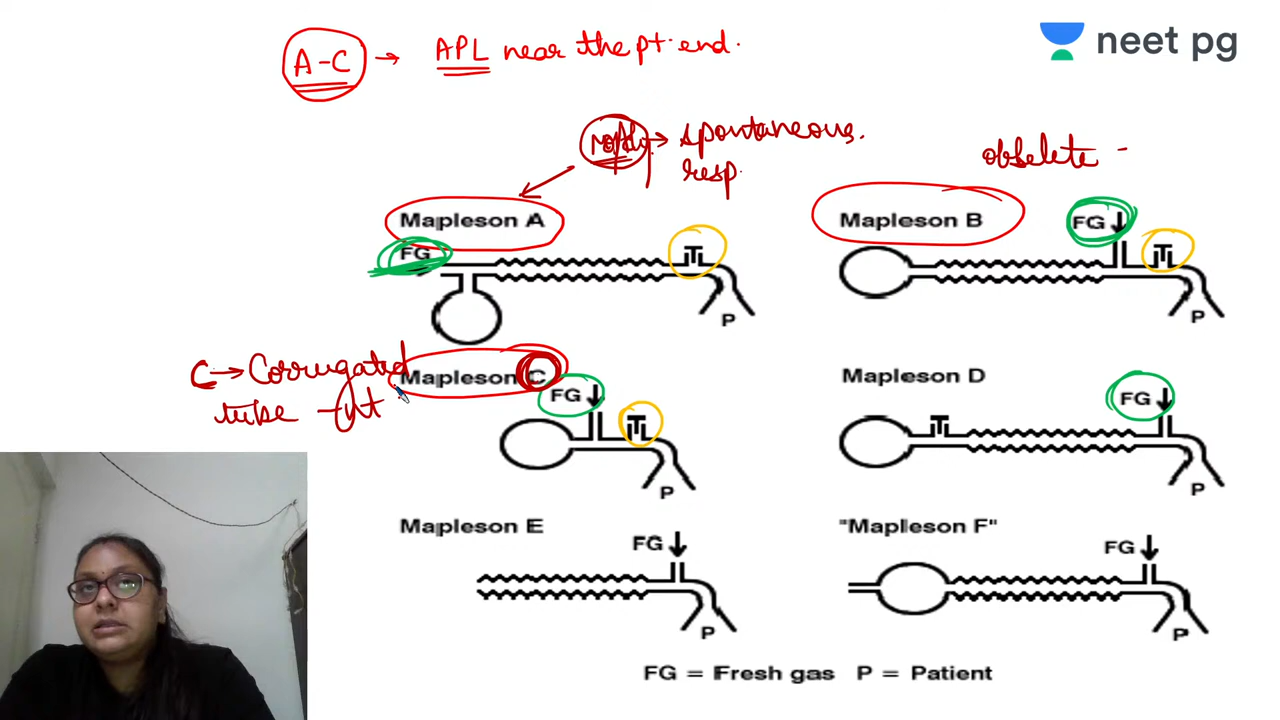 A-C → APL near the pt. end.
neet pg
→ spontaneous.
resp.
obselete -
Mapleson A
FG
P
Mapleson B
FG
P
C → Corrugated
tube
Mapleson C
FG
P
Mapleson D
FG
P
Mapleson E
FG
P
"Mapleson F"
FG
P
FG = Fresh gas P = Patient